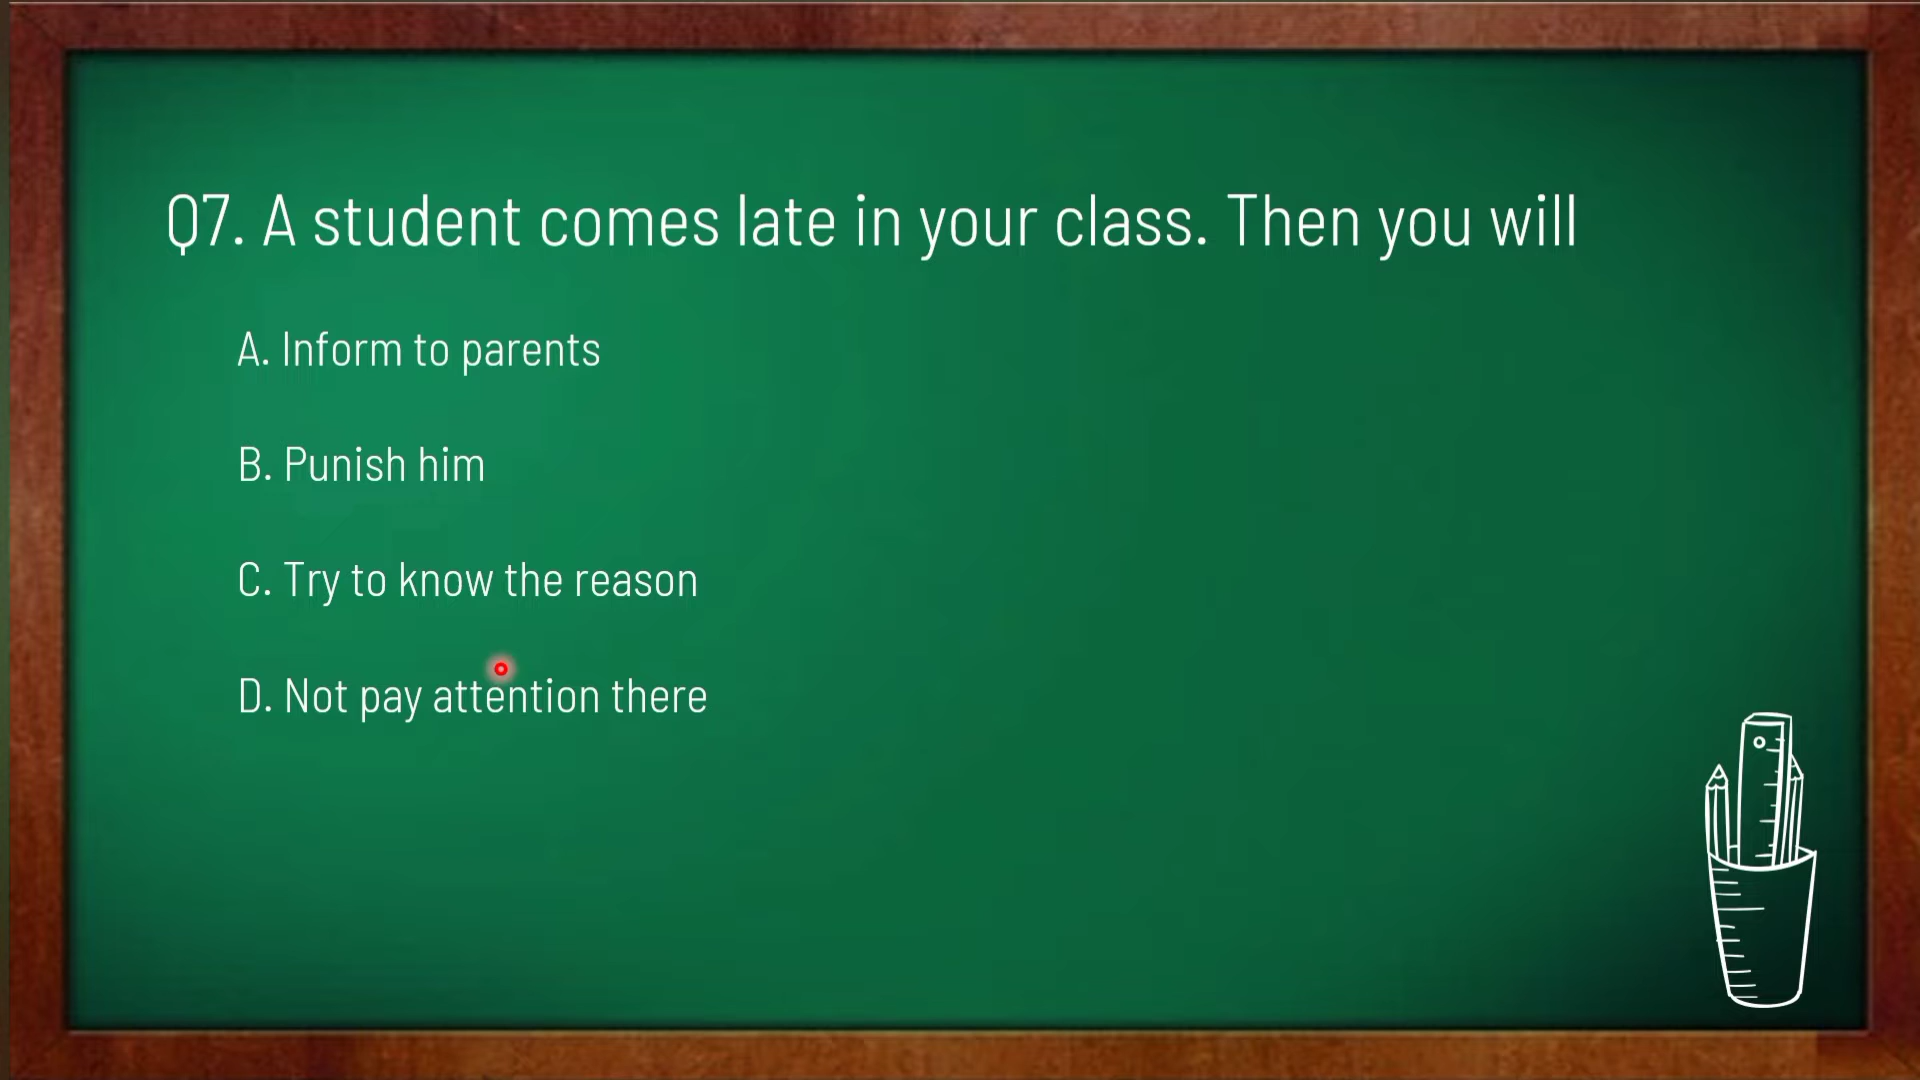 Q7. A student comes late in your class. Then you will
A. Inform to parents
B. Punish him
C. Try to know the reason
D. Not pay attention there